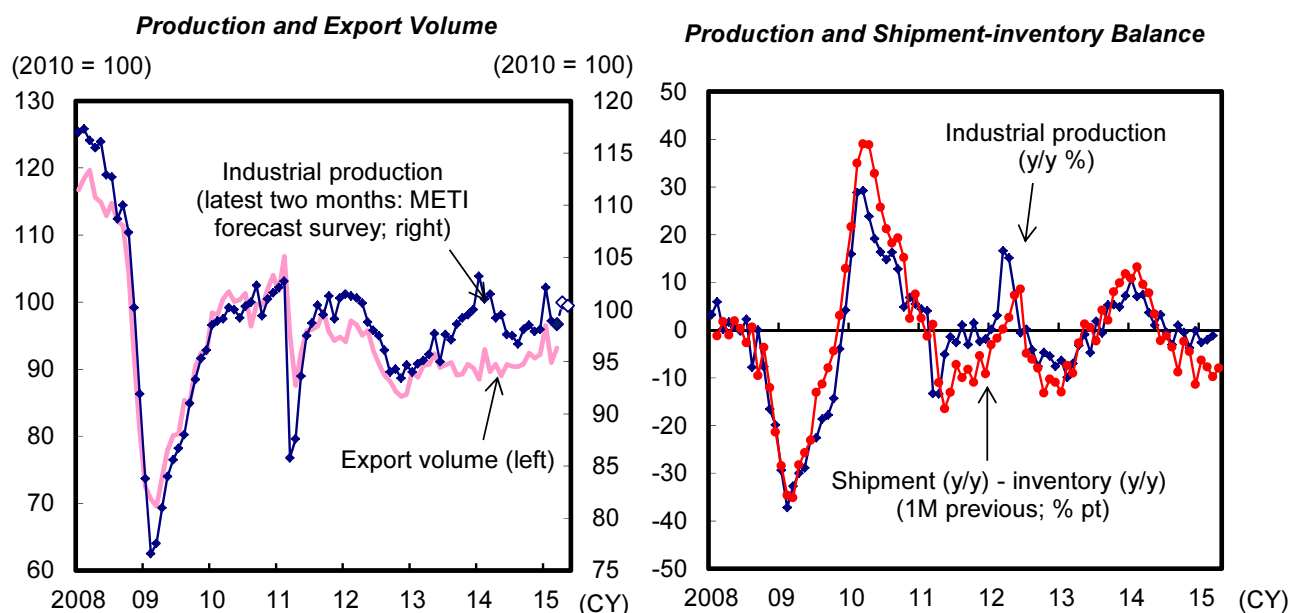 Production and Export Volume
(2010 = 100)
(2010 = 100)
130
120
110
100
90
80
70
60
120
115
110
105
100
95
90
85
80
75
Industrial production
(latest two months: METI
forecast survey; right)
Export volume (left)
2008 09 10 11 12 13 14 15 (CY)
Production and Shipment-inventory Balance
50
40
30
20
10
0
-10
-20
-30
-40
-50
Industrial production
(y/y %)
Shipment (y/y) - inventory (y/y)
(1M previous; % pt)
2008 09 10 11 12 13 14 15 (CY)